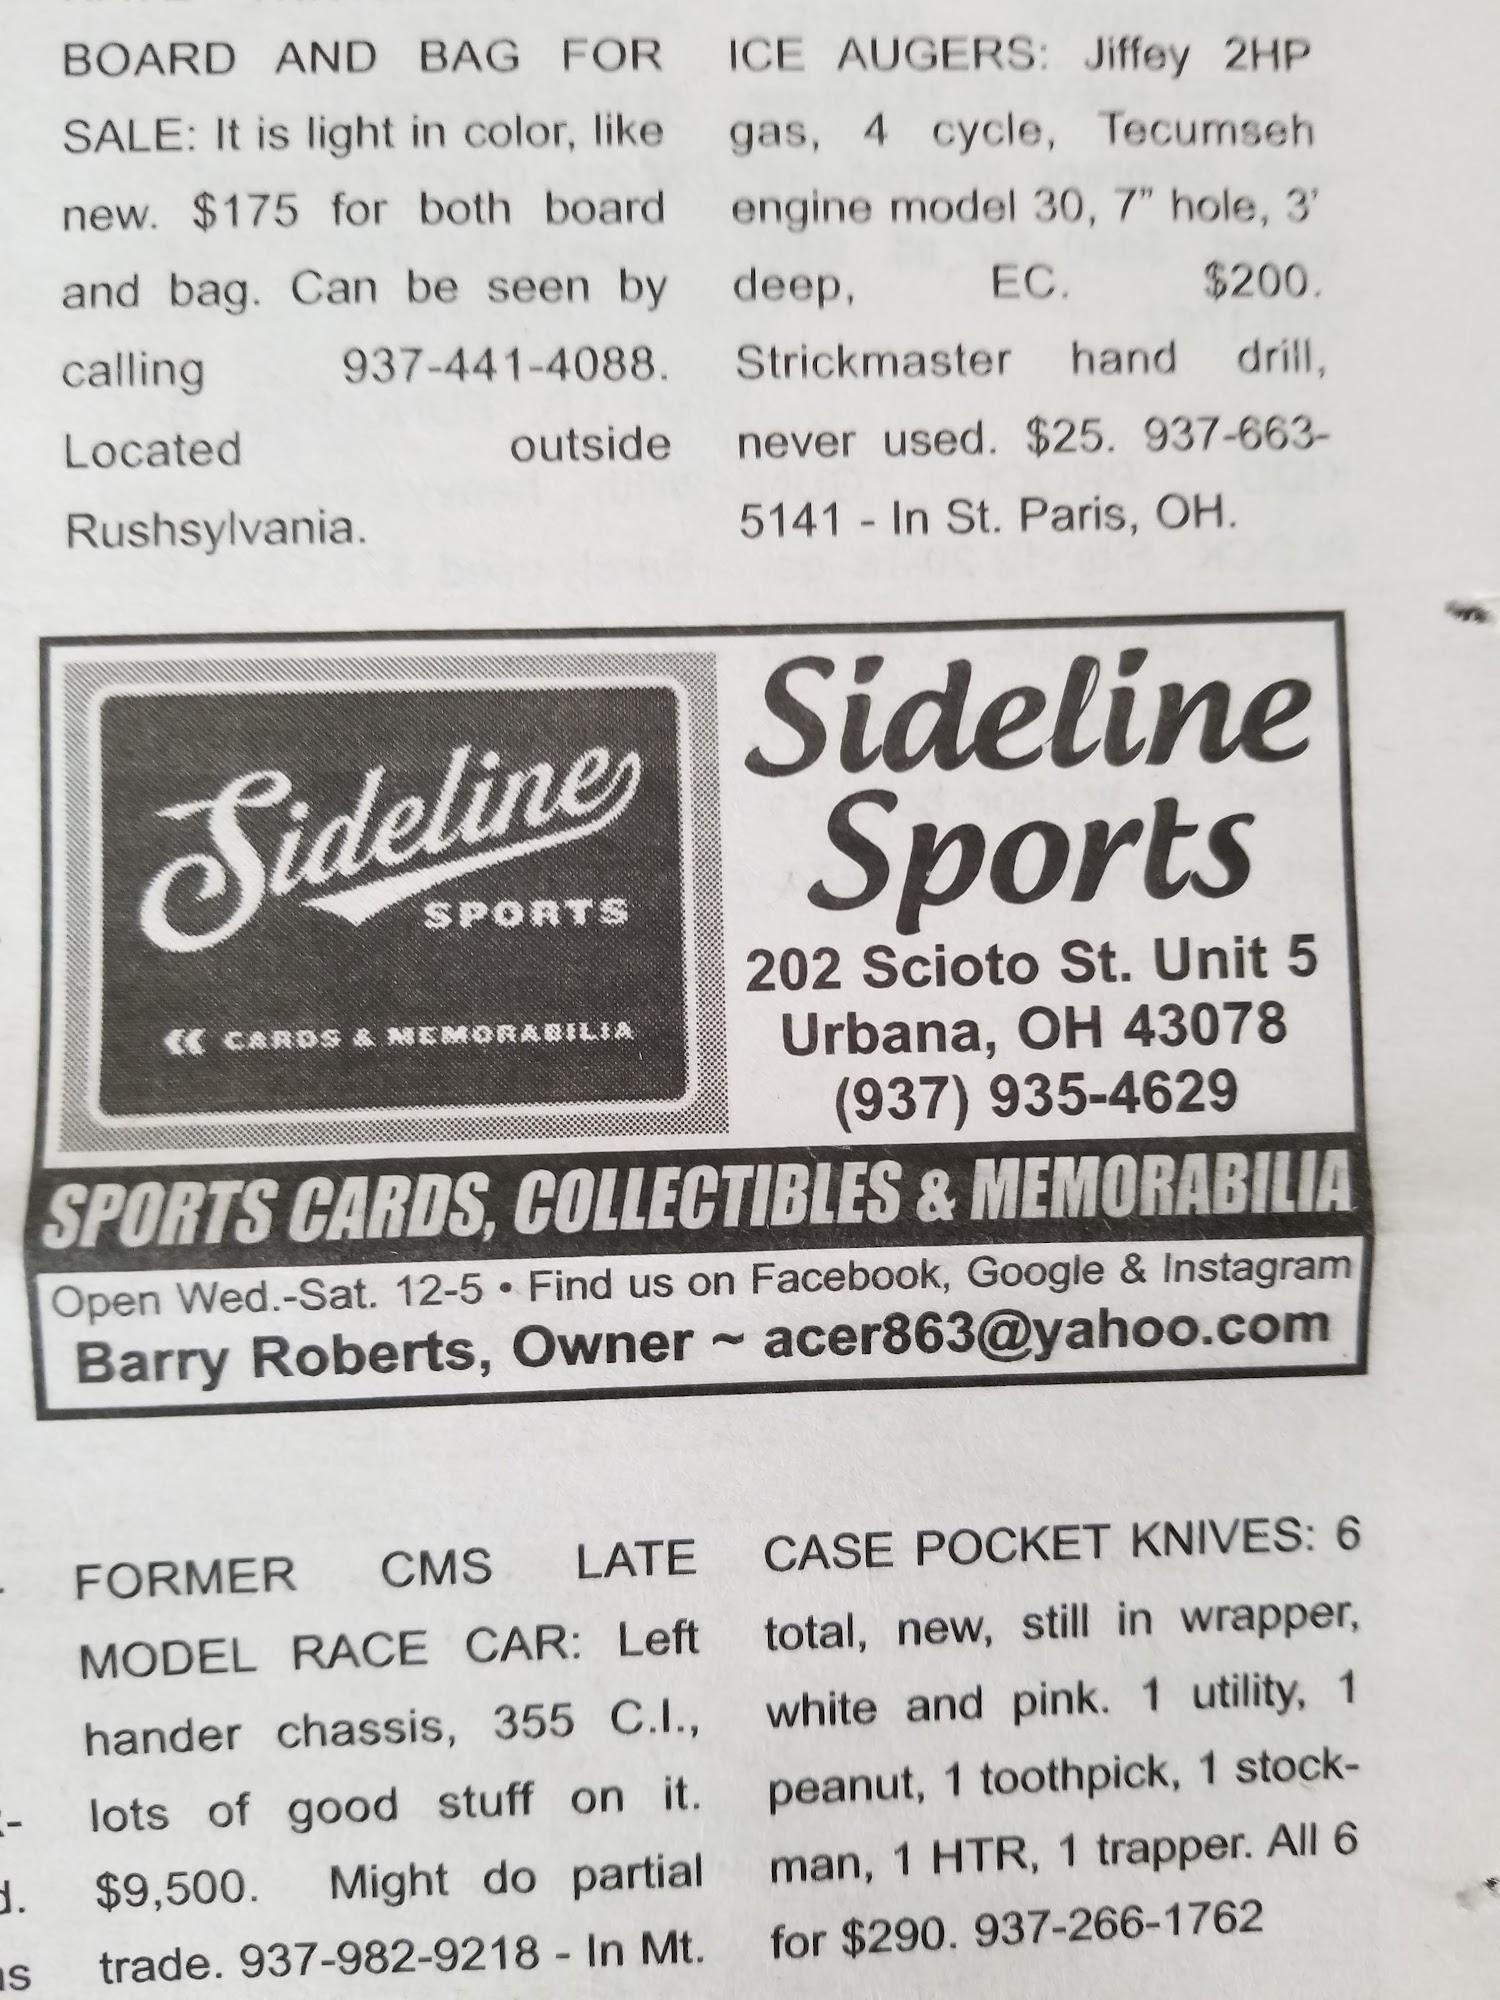 BOARD AND BAG FOR
SALE: It is light in color, like
new. $175 for both board
and bag. Can be seen by
calling 937-441-4088.
Located outside
Rushsylvania.
ICE AUGERS: Jiffey 2HP
gas, 4 cycle, Tecumseh
engine model 30, 7" hole, 3'
deep, EC. $200.
Strickmaster hand drill,
never used. $25. 937-663-
5141 - In St. Paris, OH.
Sideline
SPORTS
CARDS & MEMORABILIA
Sideline
Sports
202 Scioto St. Unit 5
Urbana, OH 43078
(937) 935-4629
SPORTS CARDS, COLLECTIBLES & MEMORABILIA
Open Wed.-Sat. 12-5 • Find us on Facebook, Google & Instagram
Barry Roberts, Owner ~ acer863@yahoo.com
FORMER CMS LATE
MODEL RACE CAR: Left
hander chassis, 355 C.I.,
lots of good stuff on it.
$9,500. Might do partial
trade. 937-982-9218 - In Mt.
CASE POCKET KNIVES: 6
total, new, still in wrapper,
white and pink. 1 utility, 1
peanut, 1 toothpick, 1 stock-
man, 1 HTR, 1 trapper. All 6
for $290. 937-266-1762